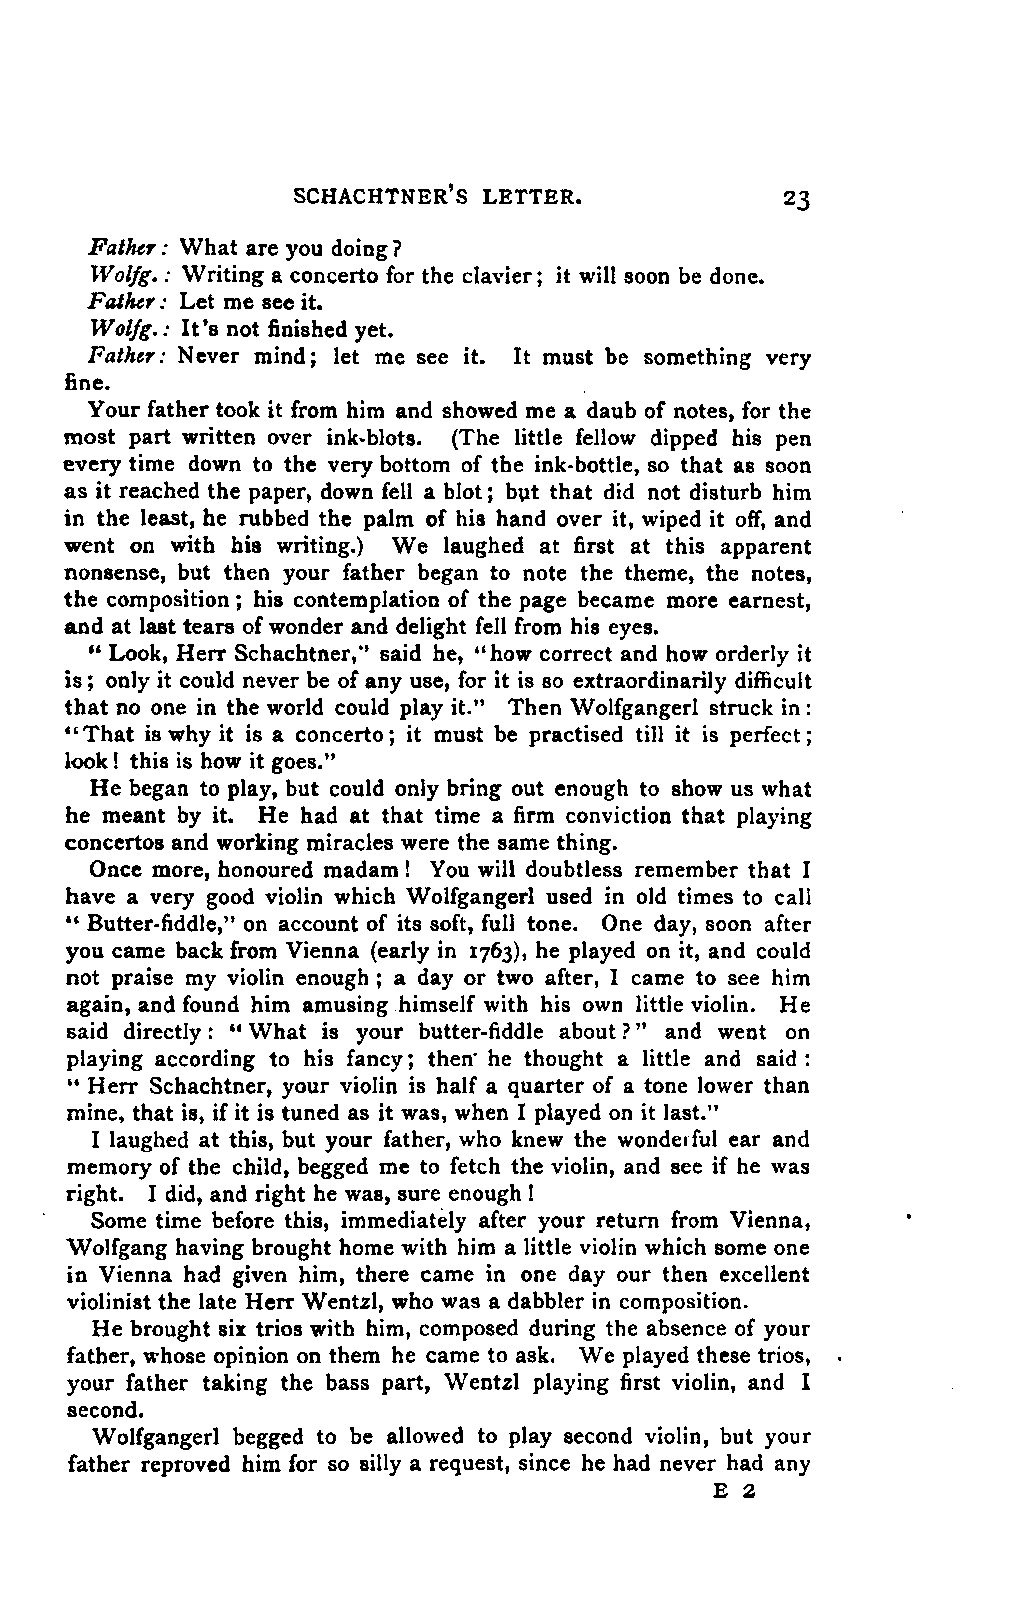 SCHACHTNER'S LETTER. 23
Father: What are you doing?
Wolfg.: Writing a concerto for the clavier; it will soon be done.
Father: Let me see it.
Wolfg.: It's not finished yet.
Father: Never mind; let me see it. It must be something very
fine.
Your father took it from him and showed me a daub of notes, for the
most part written over ink-blots. (The little fellow dipped his pen
every time down to the very bottom of the ink-bottle, so that as soon
as it reached the paper, down fell a blot; but that did not disturb him
in the least, he rubbed the palm of his hand over it, wiped it off, and
went on with his writing.) We laughed at first at this apparent
nonsense, but then your father began to note the theme, the notes,
the composition; his contemplation of the page became more earnest,
and at last tears of wonder and delight fell from his eyes.
"Look, Herr Schachtner," said he, "how correct and how orderly it
is; only it could never be of any use, for it is so extraordinarily difficult
that no one in the world could play it." Then Wolfgangerl struck in:
"That is why it is a concerto; it must be practised till it is perfect;
look! this is how it goes."
He began to play, but could only bring out enough to show us what
he meant by it. He had at that time a firm conviction that playing
concertos and working miracles were the same thing.
Once more, honoured madam! You will doubtless remember that I
have a very good violin which Wolfgangerl used in old times to call
"Butter-fiddle," on account of its soft, full tone. One day, soon after
you came back from Vienna (early in 1763), he played on it, and could
not praise my violin enough; a day or two after, I came to see him
again, and found him amusing himself with his own little violin. He
said directly: "What is your butter-fiddle about?" and went on
playing according to his fancy; then he thought a little and said:
"Herr Schachtner, your violin is half a quarter of a tone lower than
mine, that is, if it is tuned as it was, when I played on it last."
I laughed at this, but your father, who knew the wonderful ear and
memory of the child, begged me to fetch the violin, and see if he was
right. I did, and right he was, sure enough!
Some time before this, immediately after your return from Vienna,
Wolfgang having brought home with him a little violin which some one
in Vienna had given him, there came in one day our then excellent
violinist the late Herr Wentzl, who was a dabbler in composition.
He brought six trios with him, composed during the absence of your
father, whose opinion on them he came to ask. We played these trios,
your father taking the bass part, Wentzl playing first violin, and I
second.
Wolfgangerl begged to be allowed to play second violin, but your
father reproved him for so silly a request, since he had never had any
E 2